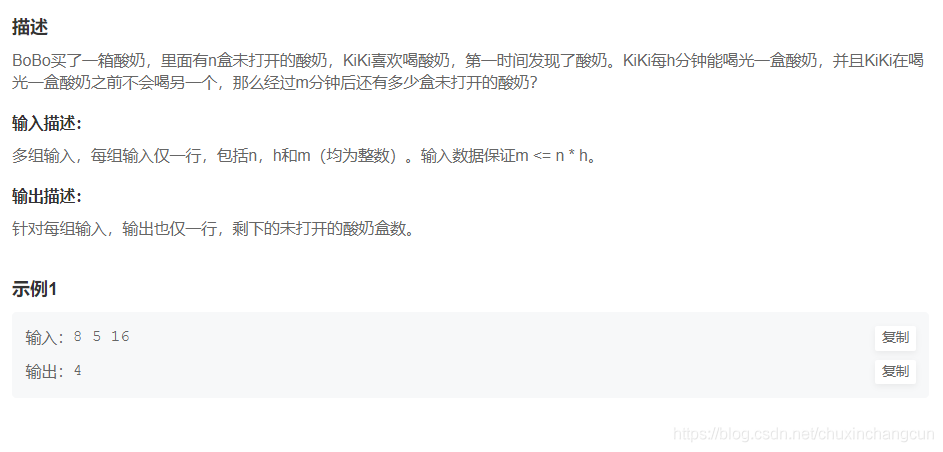 描述
BoBo买了一箱酸奶，里面有n盒未打开的酸奶，KiKi喜欢喝酸奶，第一时间发现了酸奶。KiKi每h分钟能喝光一盒酸奶，并且KiKi在喝
光一盒酸奶之前不会喝另一个，那么经过m分钟后还有多少盒未打开的酸奶？
输入描述：
多组输入，每组输入仅一行，包括n，h和m（均为整数）。输入数据保证m <= n * h。
输出描述：
针对每组输入，输出也仅一行，剩下的未打开的酸奶盒数。
示例1
输入：8 5 16 复制
输出：4 复制
https://blog.csdn.net/chuxinchangcun